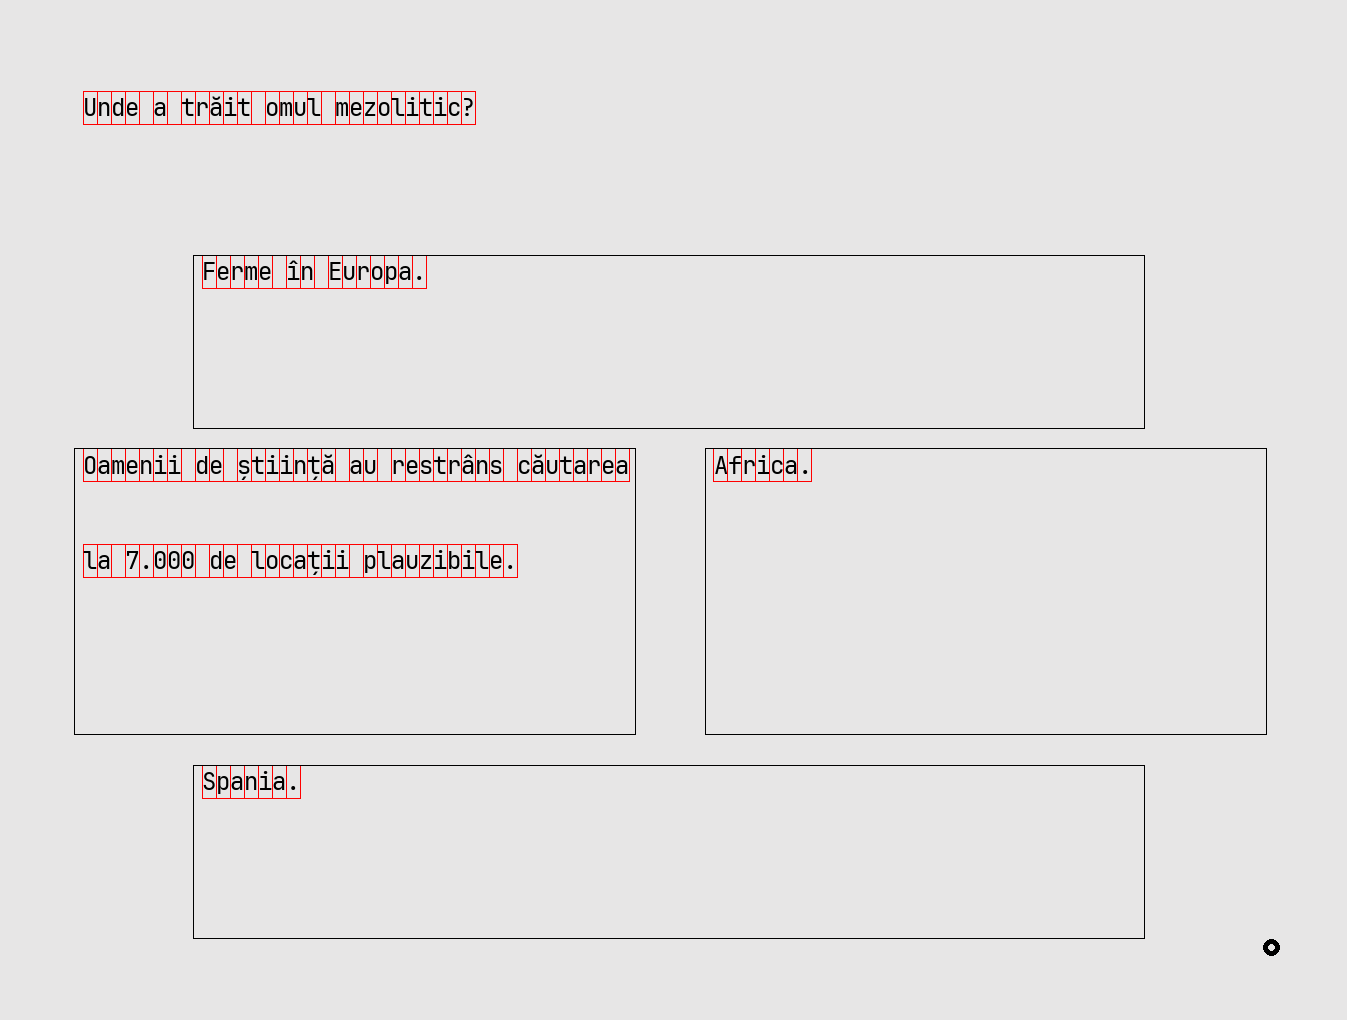 Unde a trăit omul mezolitic?
Ferme în Europa.
Oamenii de știință au restrâns căutarea
la 7.000 de locații plauzibile.
Africa.
Spania.